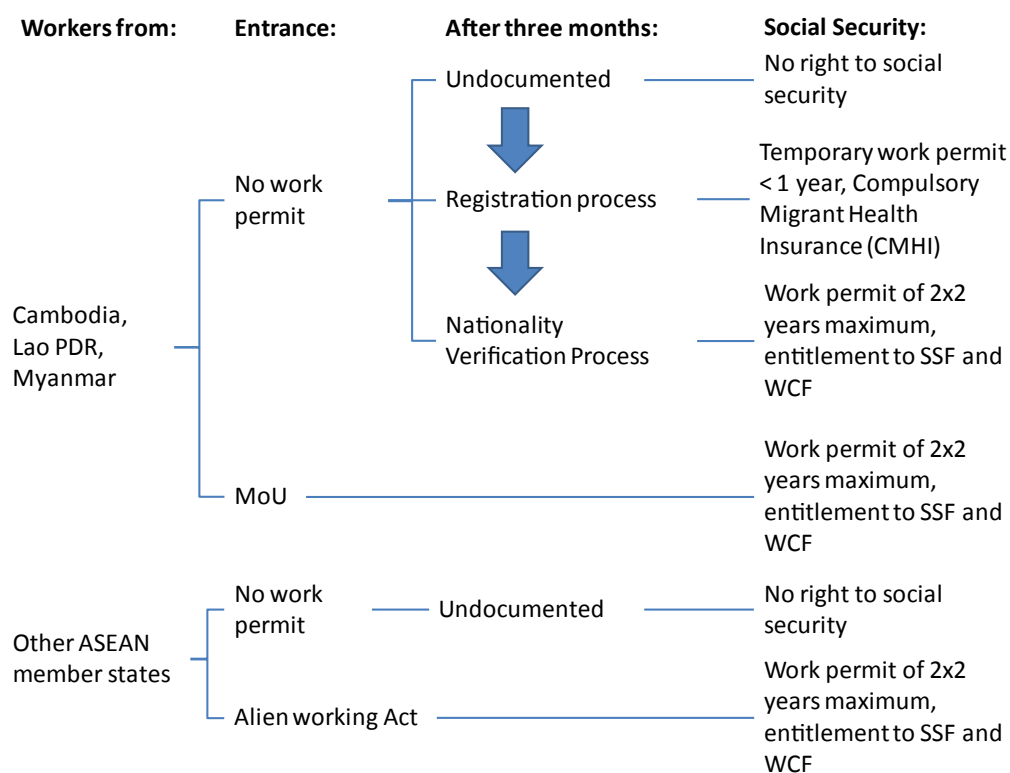 Workers from:
Entrance:
After three months:
Social Security:
Cambodia,
Lao PDR,
Myanmar
No work
permit
Undocumented
No right to social
security
Registration process
Temporary work permit
< 1 year, Compulsory
Migrant Health
Insurance (CMHI)
Nationality
Verification Process
Work permit of 2x2
years maximum,
entitlement to SSF and
WCF
MoU
Work permit of 2x2
years maximum,
entitlement to SSF and
WCF
Other ASEAN
member states
No work
permit
Undocumented
No right to social
security
Alien working Act
Work permit of 2x2
years maximum,
entitlement to SSF and
WCF